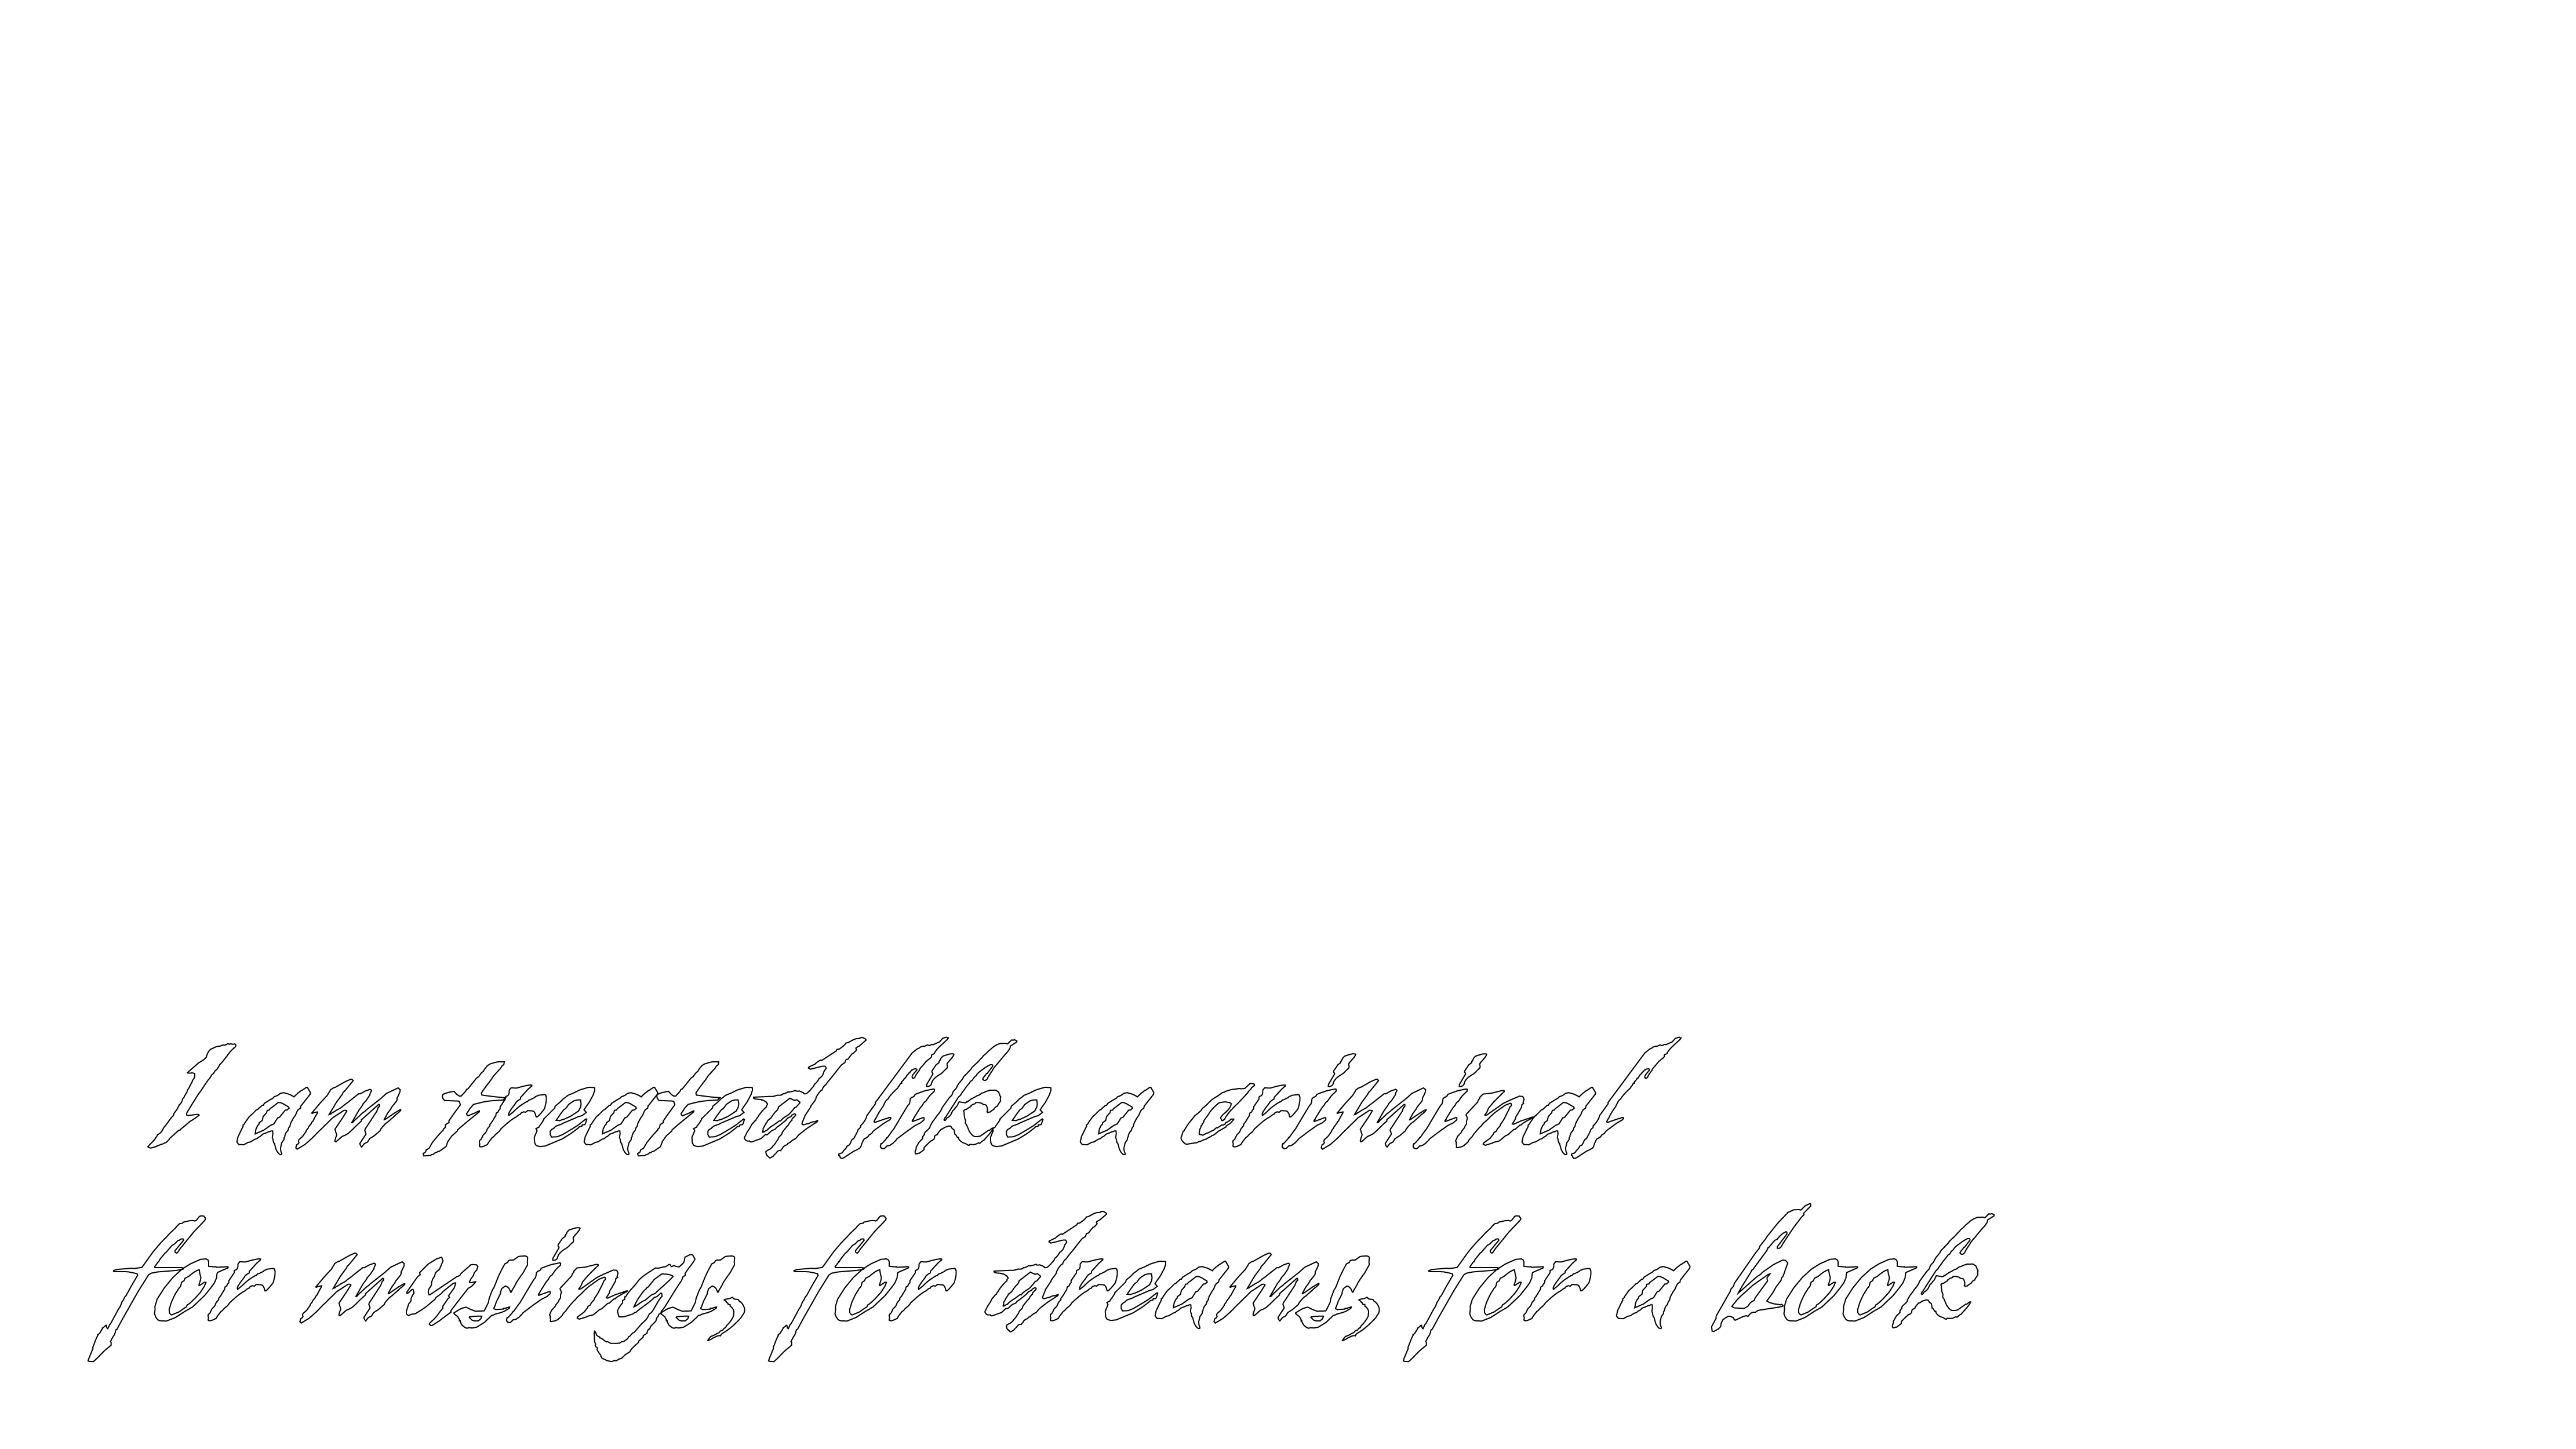 I am treated like a criminal
for musings, for dreams, for a book